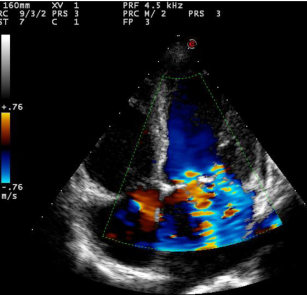 160mm XV 1 PRF 4.5 kHz
RC 9/3/2 PRS 3 PRC M/ 2 PRS 3
ST 7 C 1 FP 3
+.76
-.76
m/s